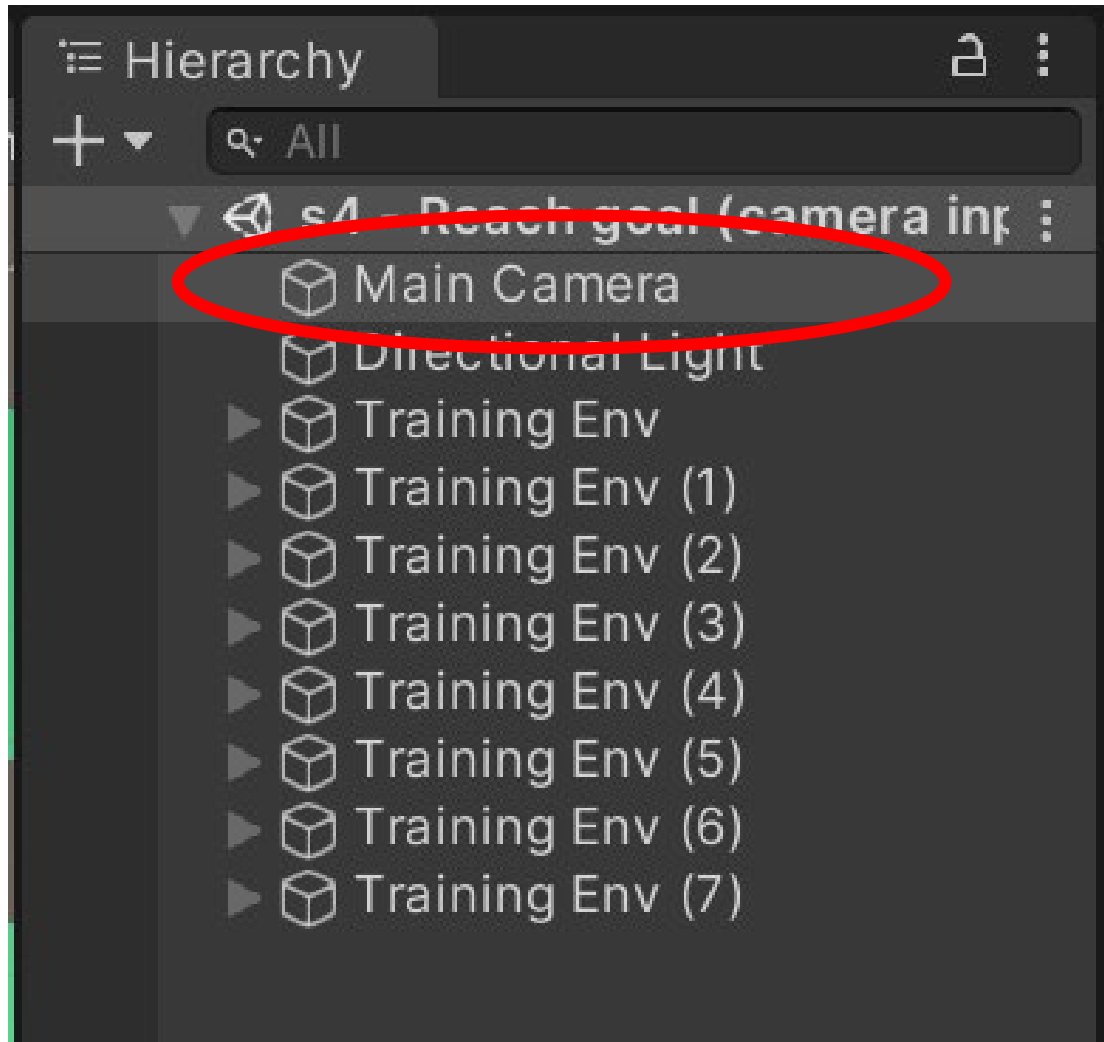 Hierarchy
All
s4 - Reach goal (camera inp
Main Camera
Directional Light
Training Env
Training Env (1)
Training Env (2)
Training Env (3)
Training Env (4)
Training Env (5)
Training Env (6)
Training Env (7)